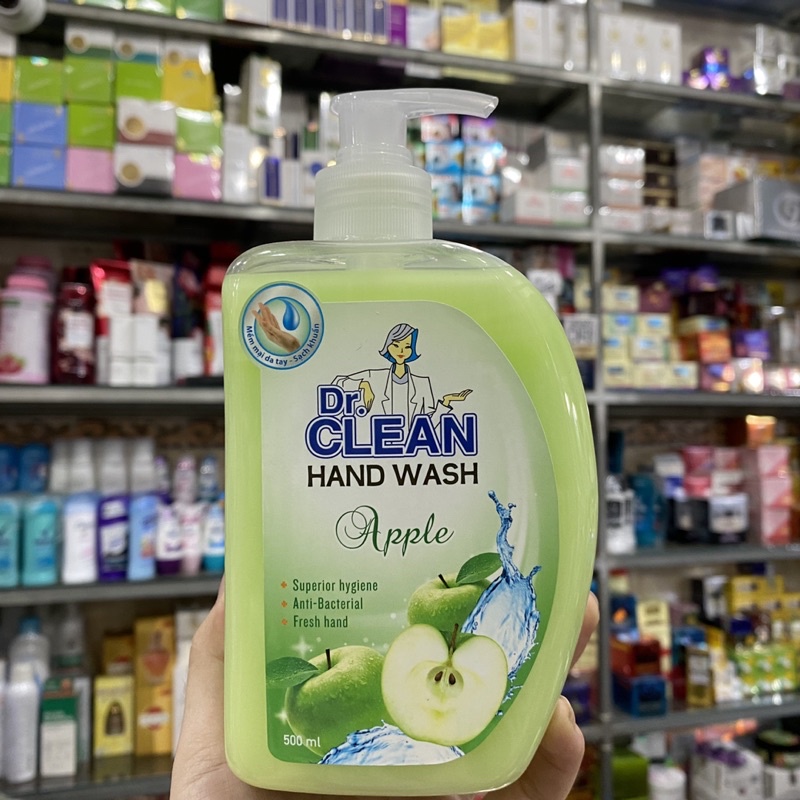 Mềm mại da tay - Sạch khuẩn
Dr.
CLEAN
HAND WASH
Apple
+ Superior hygiene
+ Anti-Bacterial
+ Fresh hand
500 ml